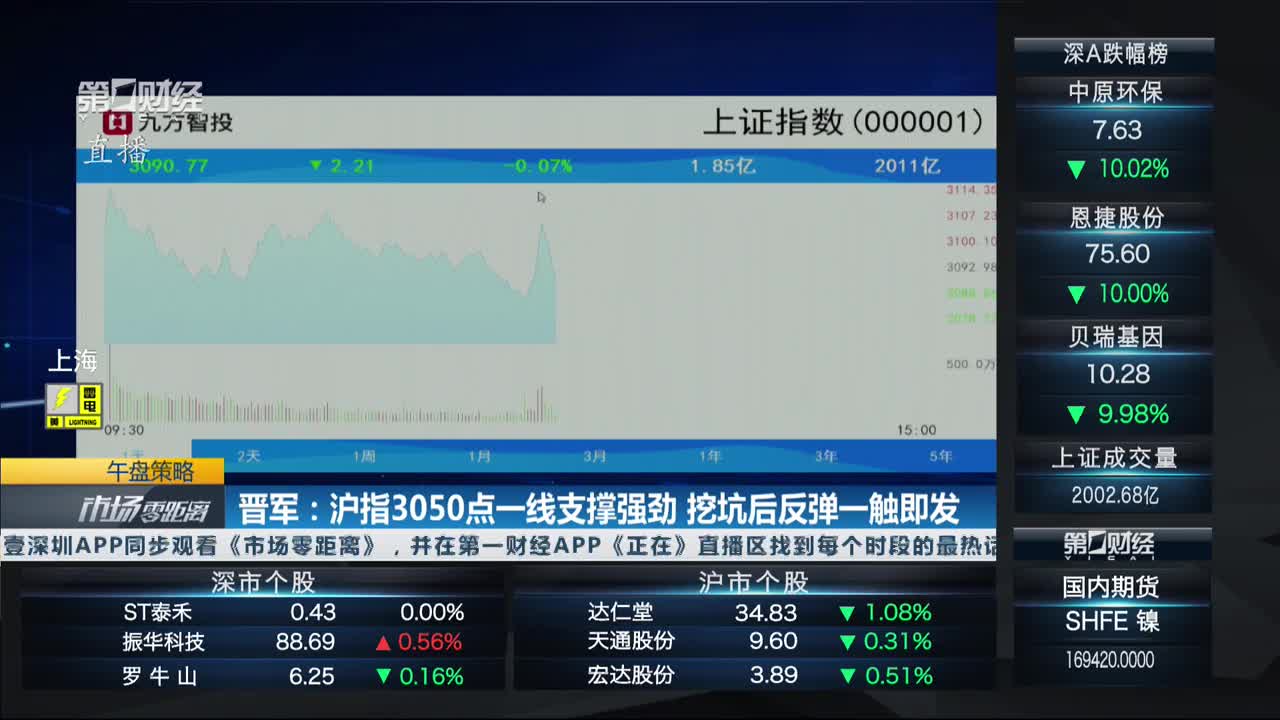 第一财经
直播
九方智投
上证指数(000001)
3090.77 ▼2.21 -0.07% 1.85亿 2011亿
3107
3100
3092
500
09:30
15:00
2天 1周 1月 3月 1年 3年 5年
上海
雷电
黄 LIGHTNING
午盘策略
市场零距离
晋军：沪指3050点一线支撑强劲 挖坑后反弹一触即发
壹深圳APP同步观看《市场零距离》，并在第一财经APP《正在》直播区找到每个时段的最热话
深市个股
ST泰禾 0.43 0.00%
振华科技 88.69 ▲0.56%
罗牛山 6.25 ▼0.16%
沪市个股
达仁堂 34.83 ▼1.08%
天通股份 9.60 ▼0.31%
宏达股份 3.89 ▼0.51%
深A跌幅榜
中原环保
7.63
▼ 10.02%
恩捷股份
75.60
▼ 10.00%
贝瑞基因
10.28
▼ 9.98%
上证成交量
2002.68亿
第一财经
YICAI
国内期货
SHFE 镍
169420.0000